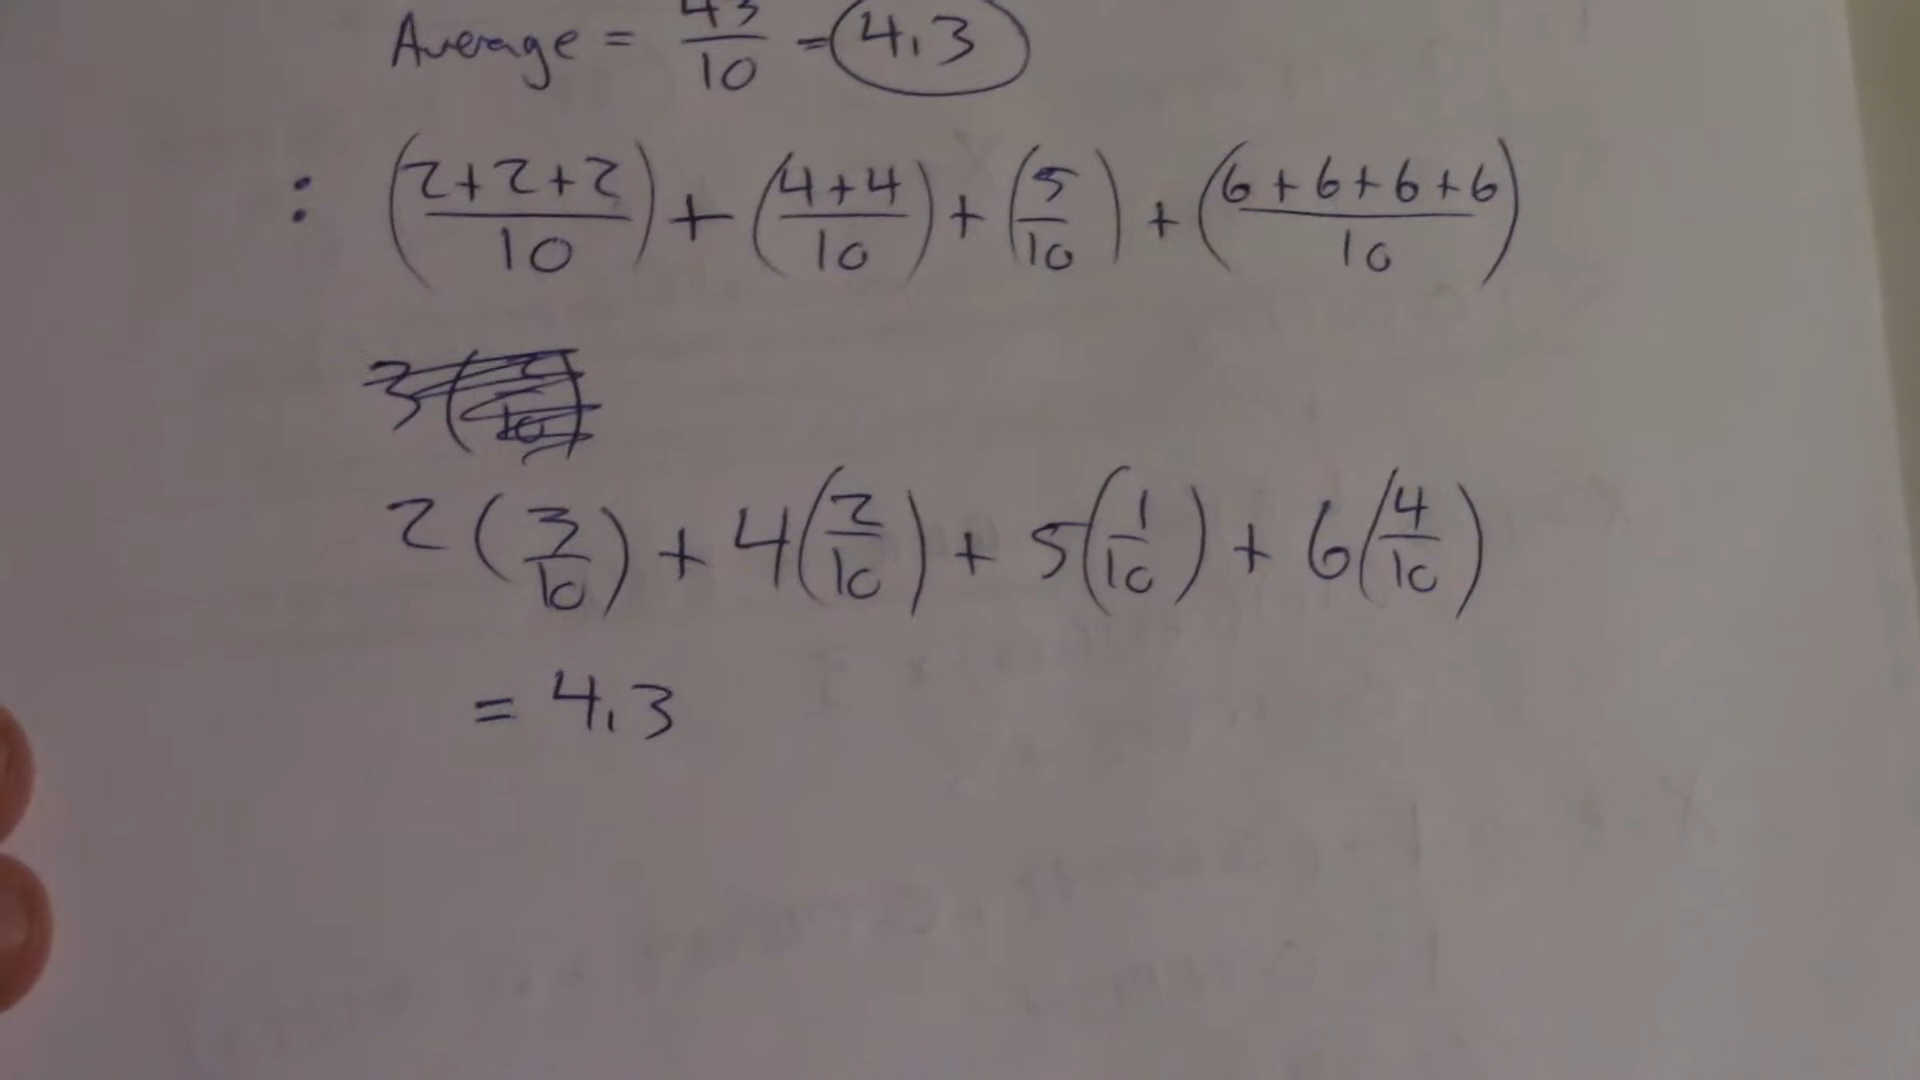 Average = 43/10 = 4.3
: ((2+2+2)/10) + ((4+4)/10) + (5/10) + ((6+6+6+6)/10)
2(3/10) + 4(2/10) + 5(1/10) + 6(4/10)
= 4.3